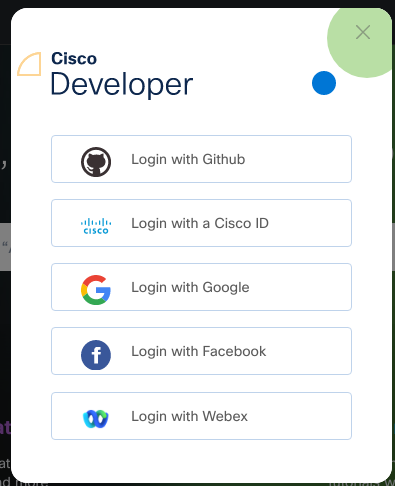 Cisco
Developer
Login with Github
cisco
Login with a Cisco ID
Login with Google
Login with Facebook
Login with Webex